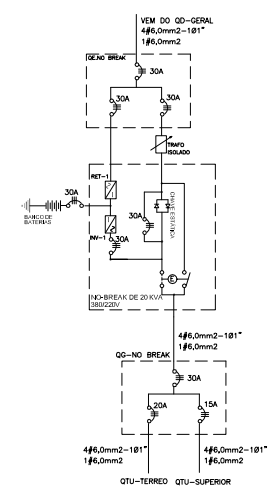 VEM DO QD-GERAL
4#6,0mm2-1Ø1"
1#6,0mm2
QE.NO BREAK
30A
30A
30A
TRAFO
ISOLADO
RET-1
30A
BANCO DE
BATERIAS
30A
CHAVE ESTÁTICA
INV-1
30A
E
NO-BREAK DE 20 KVA
380/220V
4#6,0mm2-1Ø1"
1#6,0mm2
QG-NO BREAK
30A
20A
15A
4#6,0mm2-1Ø1"
1#6,0mm2
4#6,0mm2-1Ø1"
1#6,0mm2
QTU-TERREO
QTU-SUPERIOR